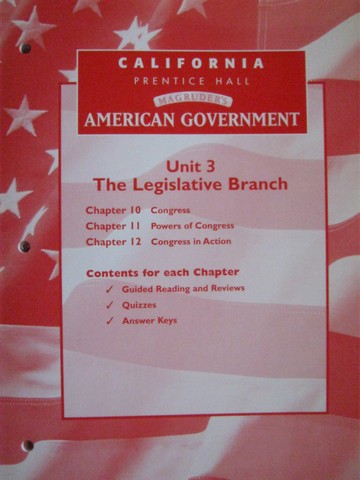 CALIFORNIA
PRENTICE HALL
MAGRUDER'S
AMERICAN GOVERNMENT
Unit 3
The Legislative Branch
Chapter 10 Congress
Chapter 11 Powers of Congress
Chapter 12 Congress in Action
Contents for each Chapter
✓ Guided Reading and Reviews
✓ Quizzes
✓ Answer Keys